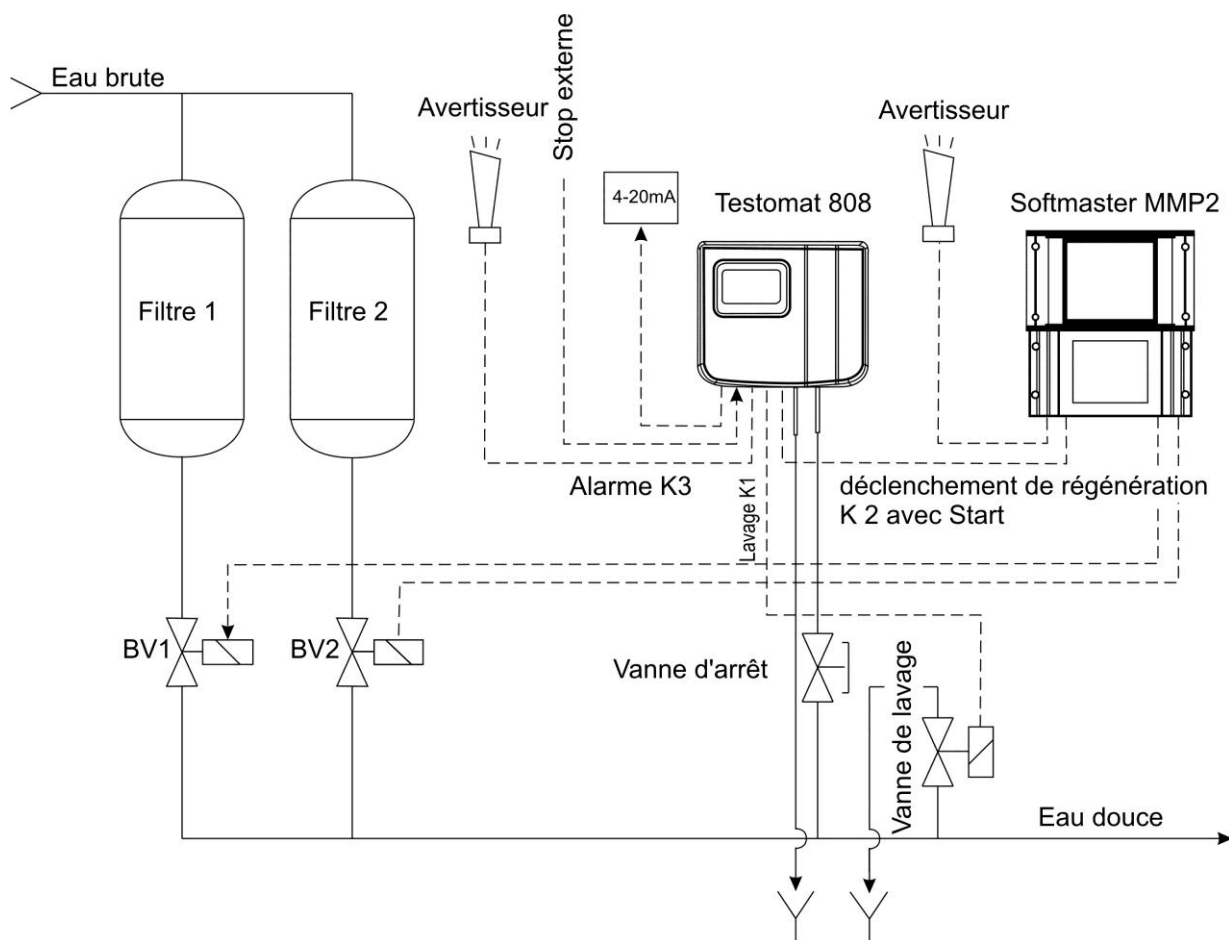 Eau brute
Avertisseur
Stop externe
4-20mA
Testomat 808
Avertisseur
Softmaster MMP2
Filtre 1
Filtre 2
Alarme K3
Lavage K1
déclenchement de régénération
K 2 avec Start
BV1
BV2
Vanne d'arrêt
Vanne de lavage
Eau douce